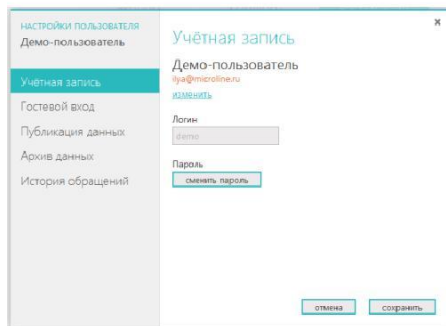 НАСТРОЙКИ ПОЛЬЗОВАТЕЛЯ
Демо-пользователь
Учётная запись
Гостевой вход
Публикация данных
Архив данных
История обращений
Учётная запись
Демо-пользователь
ilya@microline.ru
изменить
Логин
demo
Пароль
сменить пароль
отмена
сохранить